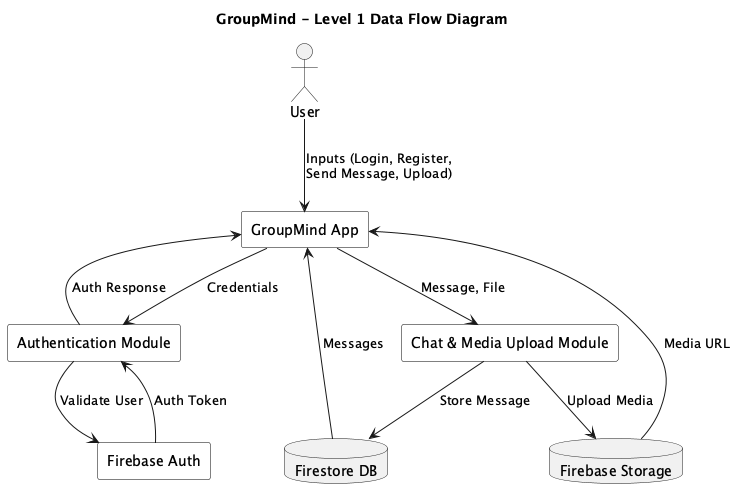 GroupMind – Level 1 Data Flow Diagram
User
Inputs (Login, Register,
Send Message, Upload)
GroupMind App
Auth Response
Credentials
Message, File
Authentication Module
Messages
Chat & Media Upload Module
Media URL
Validate User
Auth Token
Store Message
Upload Media
Firebase Auth
Firestore DB
Firebase Storage